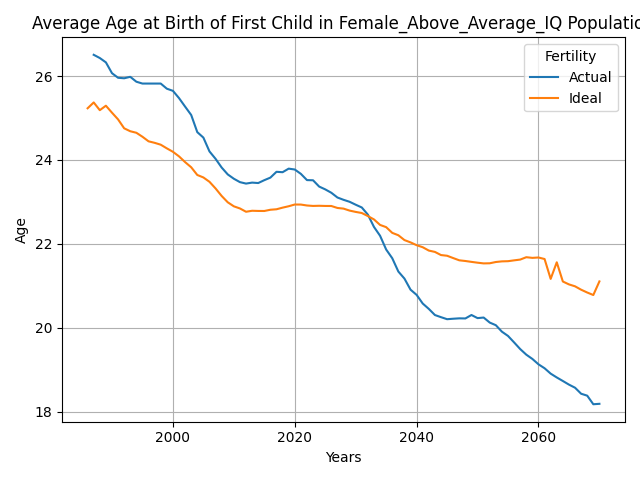 Average Age at Birth of First Child in Female_Above_Average_IQ Populatio
Fertility
Actual
Ideal
26
24
22
20
18
Age
2000 2020 2040 2060
Years